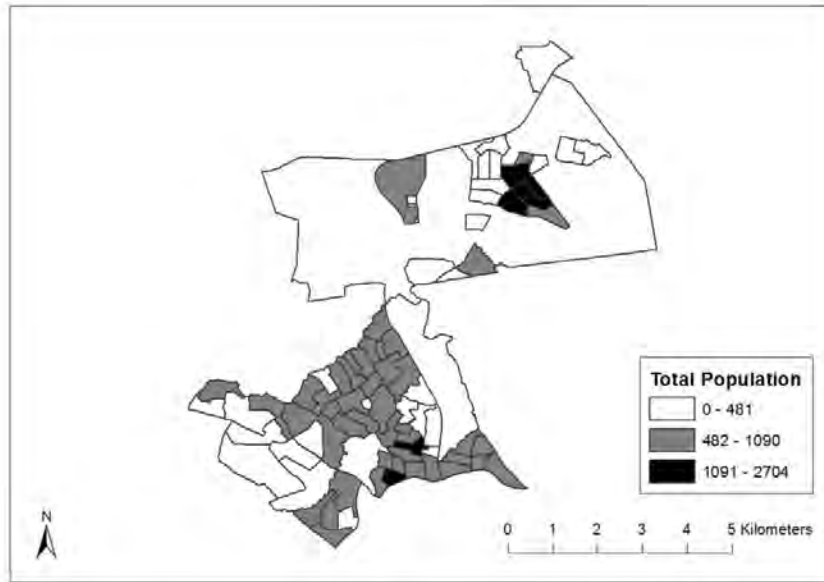 Total Population
0 - 481
482 - 1090
1091 - 2704
N
0 1 2 3 4 5 Kilometers